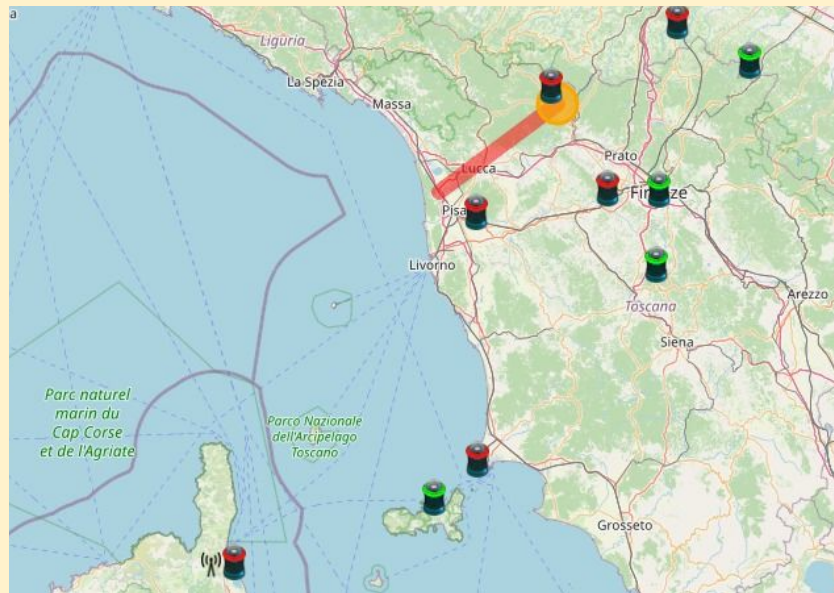 a
Liguria
La Spezia
Massa
Prato
Lucca
Firenze
Pisa
Livorno
Arezzo
Toscana
Siena
Parc naturel
marin du
Cap Corse
et de l'Agriate
Parco Nazionale
dell'Arcipelago
Toscano
Grosseto